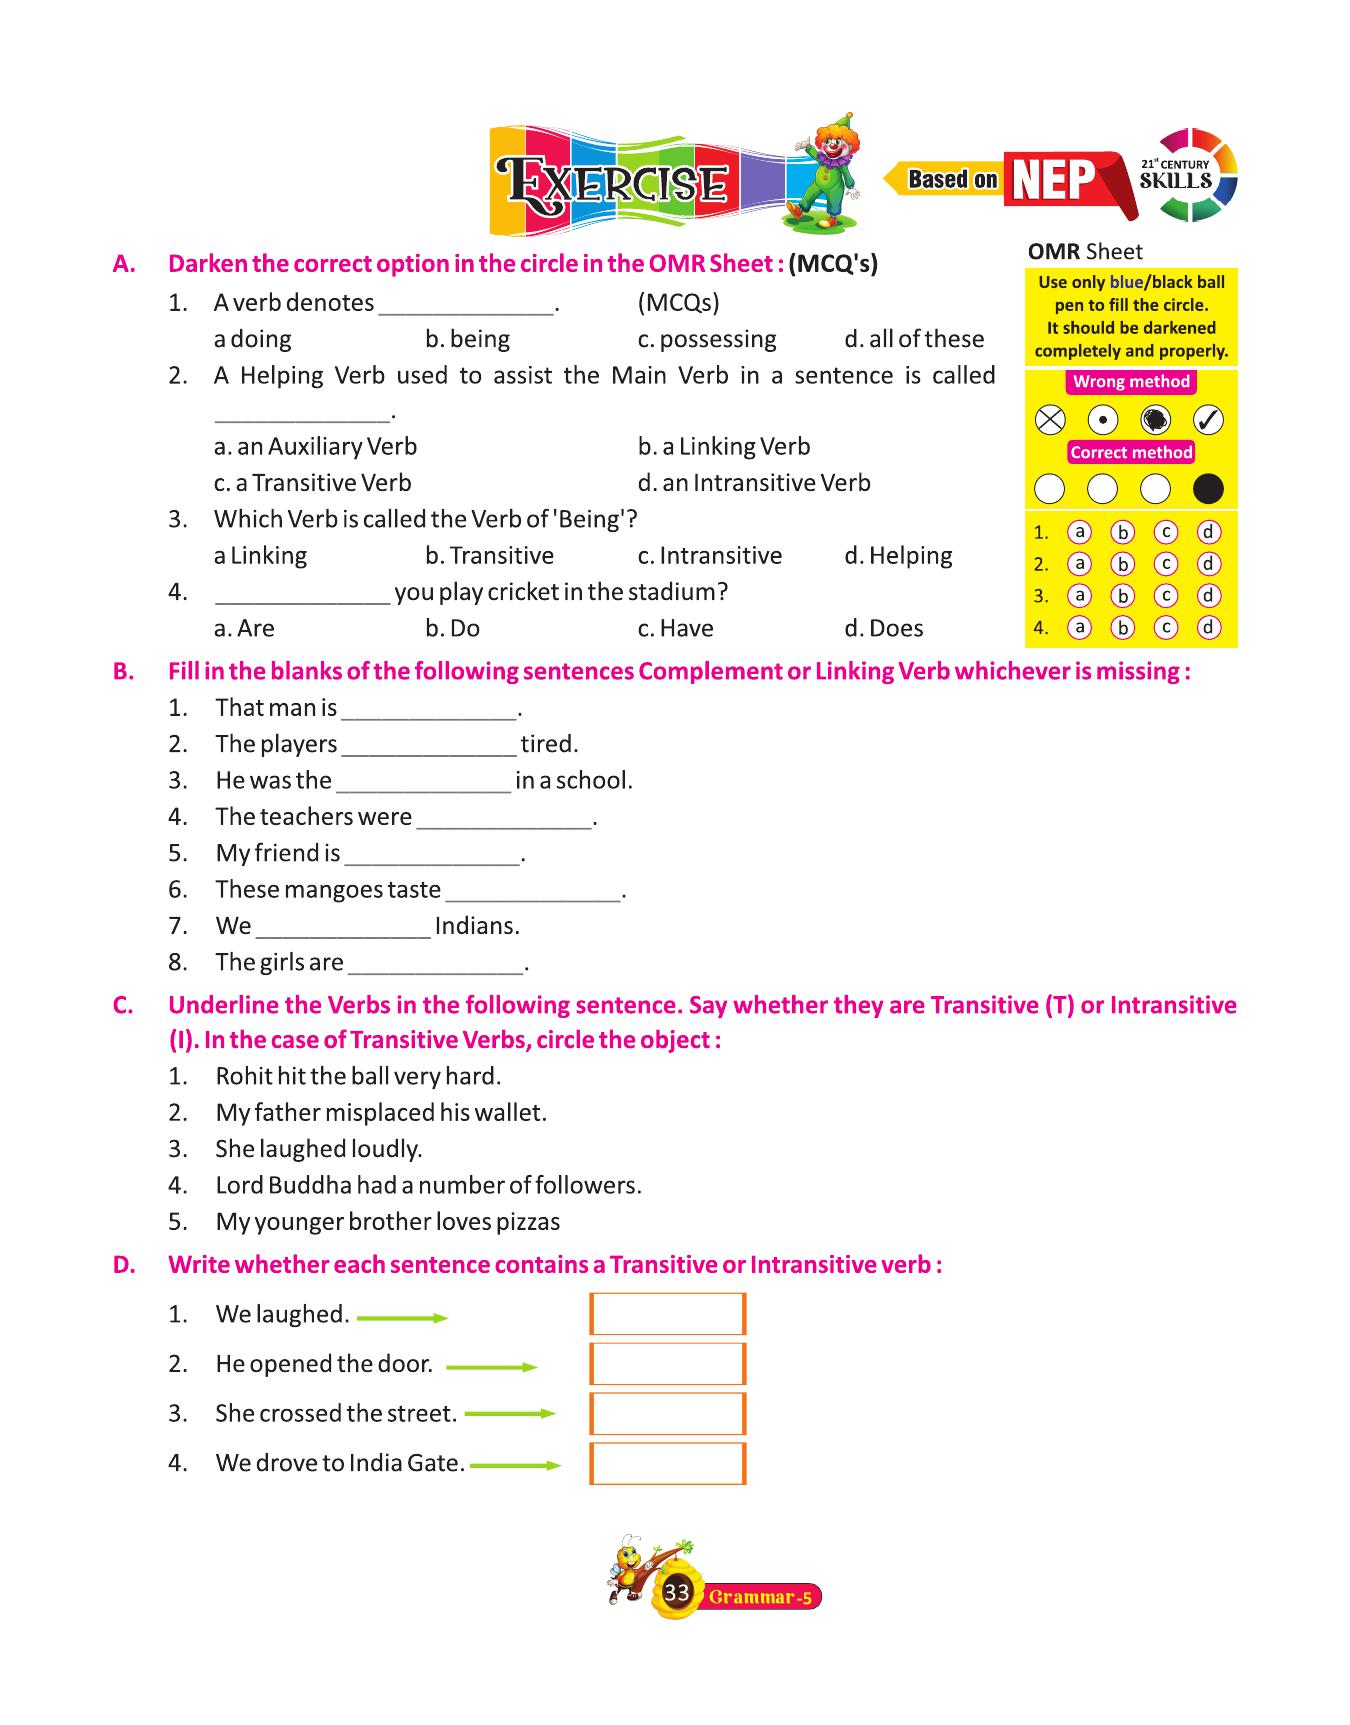 EXERCISE
Based on NEP
21st CENTURY
SKILLS
A. Darken the correct option in the circle in the OMR Sheet : (MCQ's)
1. A verb denotes ______________. (MCQs)
a doing b. being c. possessing d. all of these
2. A Helping Verb used to assist the Main Verb in a sentence is called
______________.
a. an Auxiliary Verb b. a Linking Verb
c. a Transitive Verb d. an Intransitive Verb
3. Which Verb is called the Verb of 'Being'?
a Linking b. Transitive c. Intransitive d. Helping
4. ______________ you play cricket in the stadium?
a. Are b. Do c. Have d. Does
OMR Sheet
Use only blue/black ball
pen to fill the circle.
It should be darkened
completely and properly.
Wrong method
Correct method
1. a b c d
2. a b c d
3. a b c d
4. a b c d
B. Fill in the blanks of the following sentences Complement or Linking Verb whichever is missing :
1. That man is ______________.
2. The players ______________ tired.
3. He was the ______________ in a school.
4. The teachers were ______________.
5. My friend is ______________.
6. These mangoes taste ______________.
7. We ______________ Indians.
8. The girls are ______________.
C. Underline the Verbs in the following sentence. Say whether they are Transitive (T) or Intransitive
(I). In the case of Transitive Verbs, circle the object :
1. Rohit hit the ball very hard.
2. My father misplaced his wallet.
3. She laughed loudly.
4. Lord Buddha had a number of followers.
5. My younger brother loves pizzas
D. Write whether each sentence contains a Transitive or Intransitive verb :
1. We laughed.
2. He opened the door.
3. She crossed the street.
4. We drove to India Gate.
33 Grammar-5